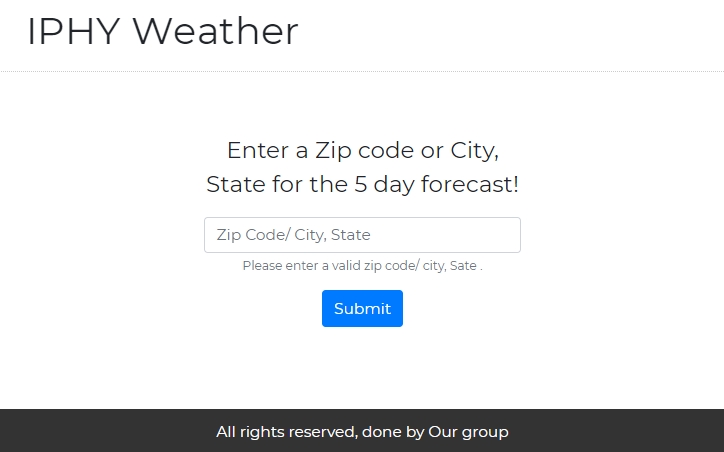 IPHY Weather
Enter a Zip code or City,
State for the 5 day forecast!
Zip Code/ City, State
Please enter a valid zip code/ city, Sate .
Submit
All rights reserved, done by Our group